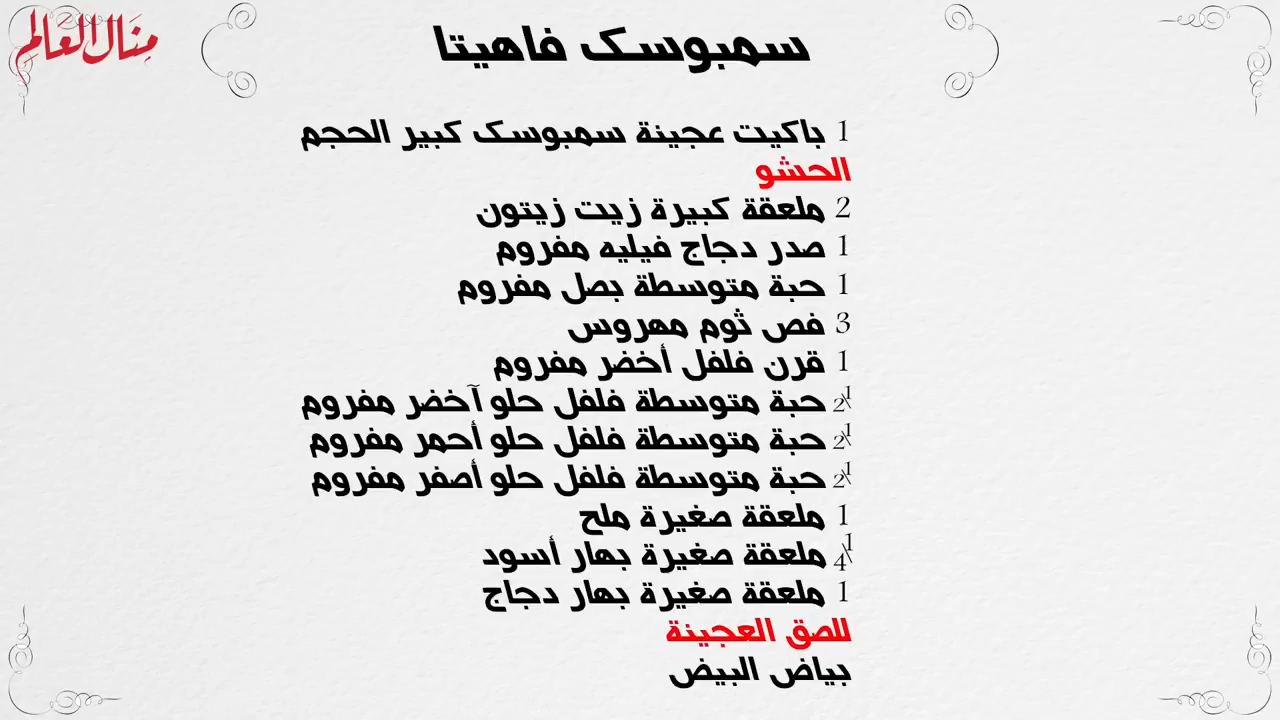 منال العالم
سمبوسك فاهيتا
1 باكيت عجينة سمبوسك كبير الحجم
الحشو
2 ملعقة كبيرة زيت زيتون
1 صدر دجاج فيليه مفروم
1 حبة متوسطة بصل مفروم
3 فص ثوم مهروس
1 قرن فلفل أخضر مفروم
1\2 حبة متوسطة فلفل حلو آخضر مفروم
1\2 حبة متوسطة فلفل حلو أحمر مفروم
1\2 حبة متوسطة فلفل حلو أصفر مفروم
1 ملعقة صغيرة ملح
1\4 ملعقة صغيرة بهار أسود
1 ملعقة صغيرة بهار دجاج
للصق العجينة
بياض البيض